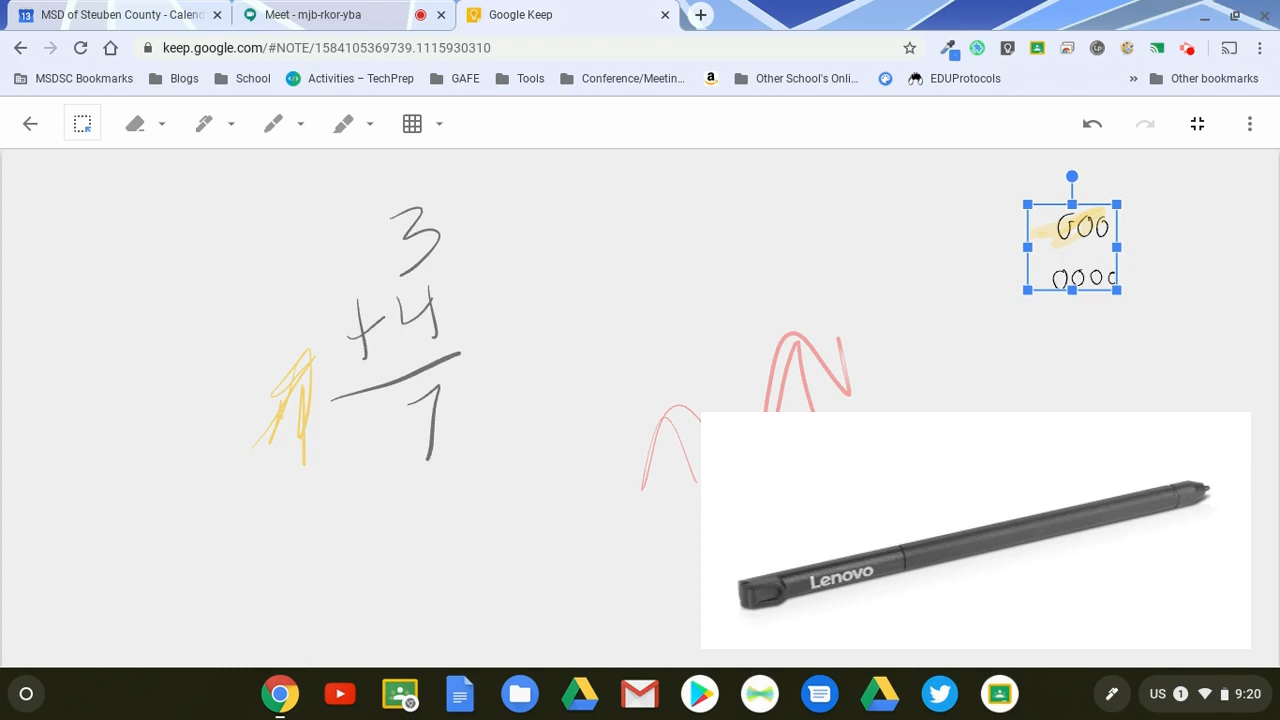 MSD of Steuben County - Calend
Meet - mjb-rkor-yba
Google Keep
keep.google.com/#NOTE/1584105369739.1115930310
MSDSC Bookmarks
Blogs
School
Activities – TechPrep
GAFE
Tools
Conference/Meetin...
Other School's Onli...
EDUProtocols
Other bookmarks
3
+4
7
000
0000
Lenovo
US 1 9:20